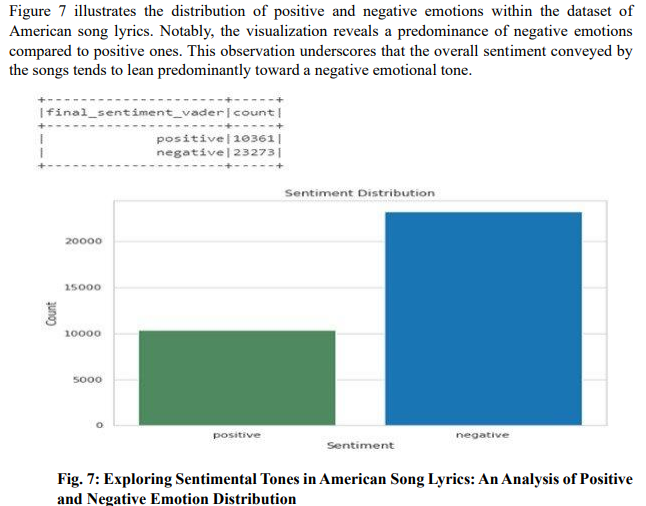 Figure 7 illustrates the distribution of positive and negative emotions within the dataset of
American song lyrics. Notably, the visualization reveals a predominance of negative emotions
compared to positive ones. This observation underscores that the overall sentiment conveyed by
the songs tends to lean predominantly toward a negative emotional tone.
+---------------------+-----+
|final_sentiment_vader|count|
+---------------------+-----+
| positive|10361|
| negative|23273|
+---------------------+-----+
Sentiment Distribution
20000
15000
10000
5000
0
Count
positive
negative
Sentiment
Fig. 7: Exploring Sentimental Tones in American Song Lyrics: An Analysis of Positive
and Negative Emotion Distribution